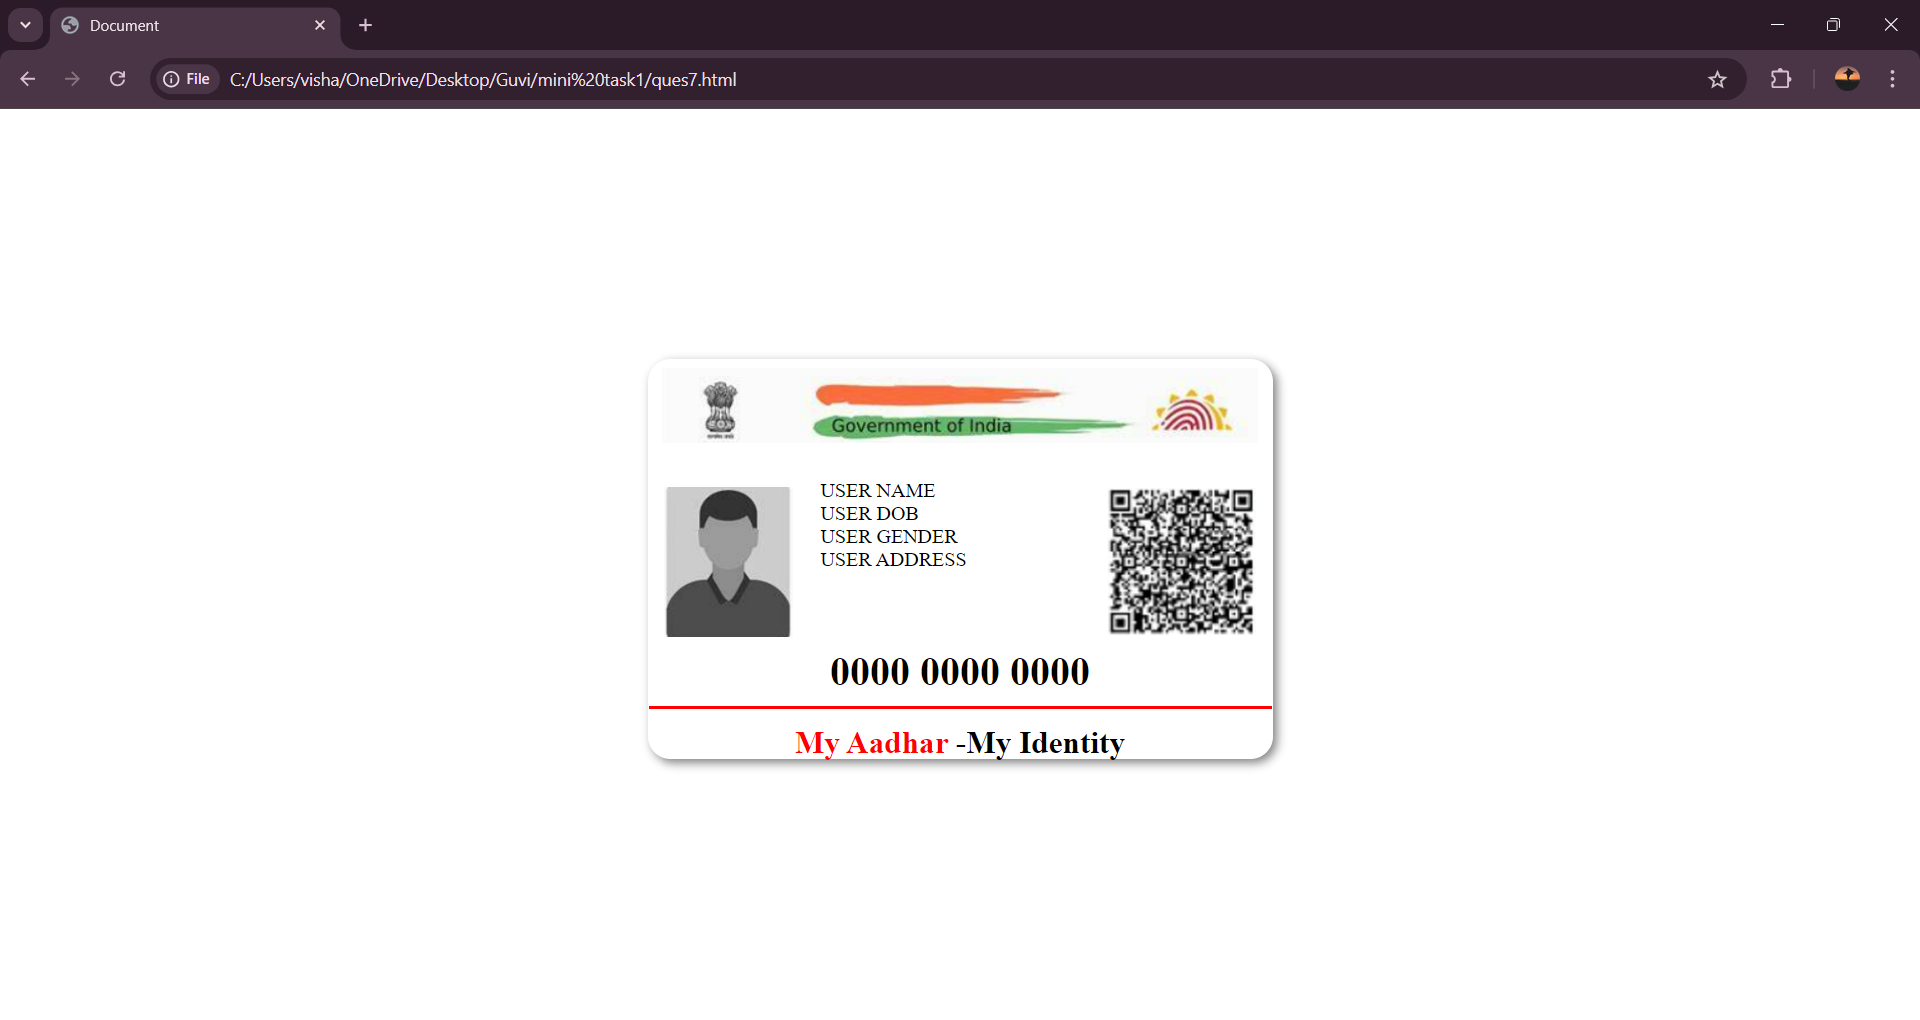 Document
File
C:/Users/visha/OneDrive/Desktop/Guvi/mini%20task1/ques7.html
Government of India
USER NAME
USER DOB
USER GENDER
USER ADDRESS
0000 0000 0000
My Aadhar -My Identity